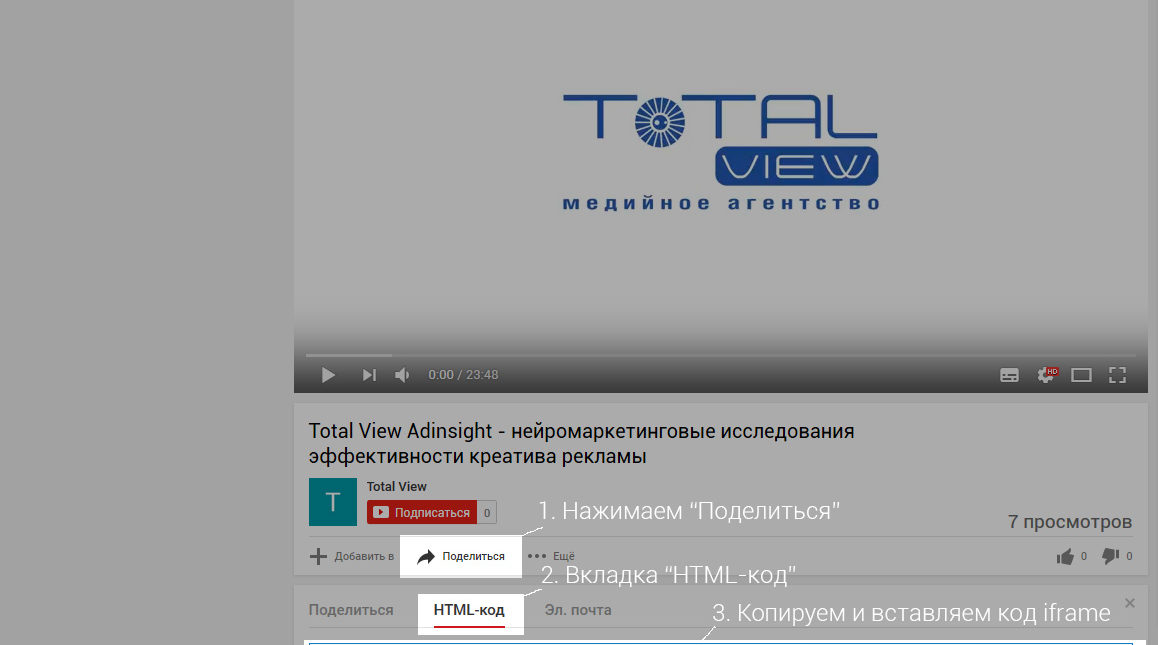 TOTAL
VIEW
медийное агентство
0:00 / 23:48
HD
Total View Adinsight - нейромаркетинговые исследования
эффективности креатива рекламы
T
Total View
Подписаться 0
1. Нажимаем “Поделиться”
7 просмотров
Добавить в
Поделиться
Ещё
0
0
2. Вкладка “HTML-код”
Поделиться
HTML-код
Эл. почта
3. Копируем и вставляем код iframe